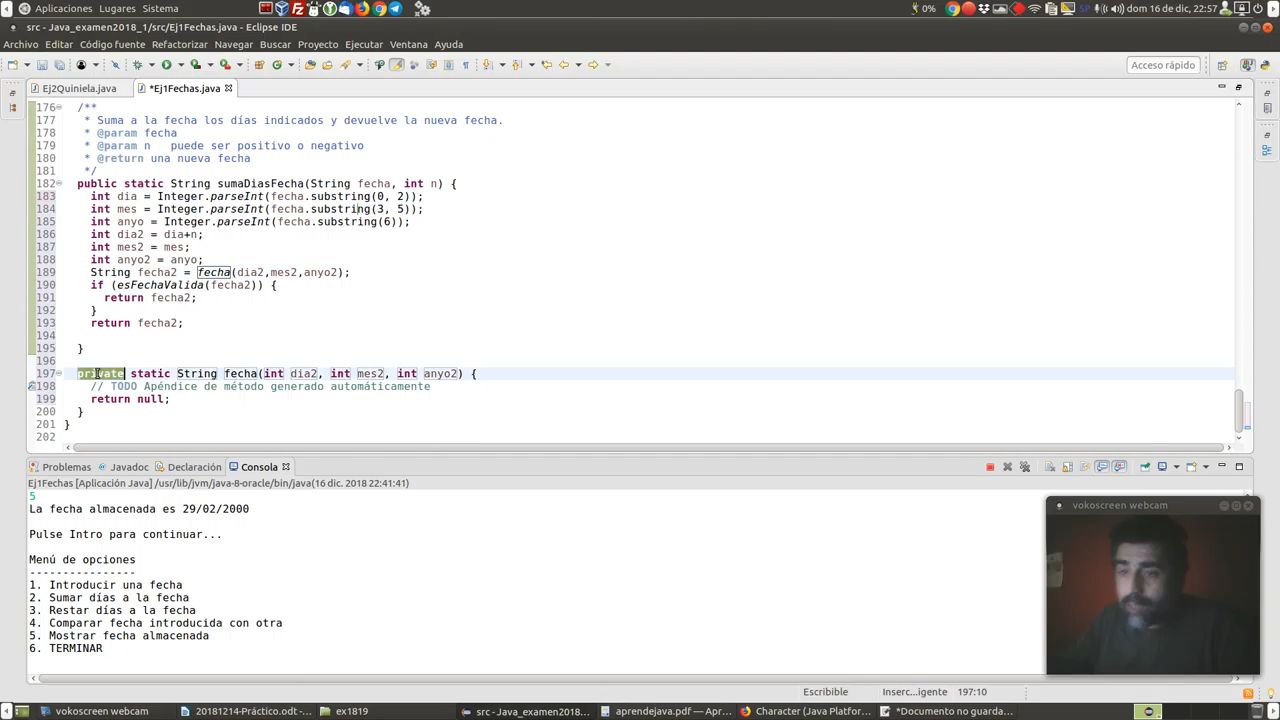 Aplicaciones Lugares Sistema
0% SP dom 16 de dic, 22:57
src - Java_examen2018_1/src/Ej1Fechas.java - Eclipse IDE
Archivo Editar Código fuente Refactorizar Navegar Buscar Proyecto Ejecutar Ventana Ayuda
Acceso rápido
Ej2Quiniela.java *Ej1Fechas.java
176 /**
177 * Suma a la fecha los días indicados y devuelve la nueva fecha.
178 * @param fecha
179 * @param n puede ser positivo o negativo
180 * @return una nueva fecha
181 */
182 public static String sumaDiasFecha(String fecha, int n) {
183 int dia = Integer.parseInt(fecha.substring(0, 2));
184 int mes = Integer.parseInt(fecha.substring(3, 5));
185 int anyo = Integer.parseInt(fecha.substring(6));
186 int dia2 = dia+n;
187 int mes2 = mes;
188 int anyo2 = anyo;
189 String fecha2 = fecha(dia2,mes2,anyo2);
190 if (esFechaValida(fecha2)) {
191 return fecha2;
192 }
193 return fecha2;
194
195 }
196
197 private static String fecha(int dia2, int mes2, int anyo2) {
198 // TODO Apéndice de método generado automáticamente
199 return null;
200 }
201 }
202
Problemas Javadoc Declaración Consola
Ej1Fechas [Aplicación Java] /usr/lib/jvm/java-8-oracle/bin/java(16 dic. 2018 22:41:41)
5
La fecha almacenada es 29/02/2000
Pulse Intro para continuar...
Menú de opciones
----------------
1. Introducir una fecha
2. Sumar días a la fecha
3. Restar días a la fecha
4. Comparar fecha introducida con otra
5. Mostrar fecha almacenada
6. TERMINAR
vokoscreen webcam
Escribible Inserc...igente 197:10
vokoscreen webcam 20181214-Práctico.odt -... ex1819 src - Java_examen2018... aprendejava.pdf — Apr... Character (Java Platfor... *Documento no guarda...